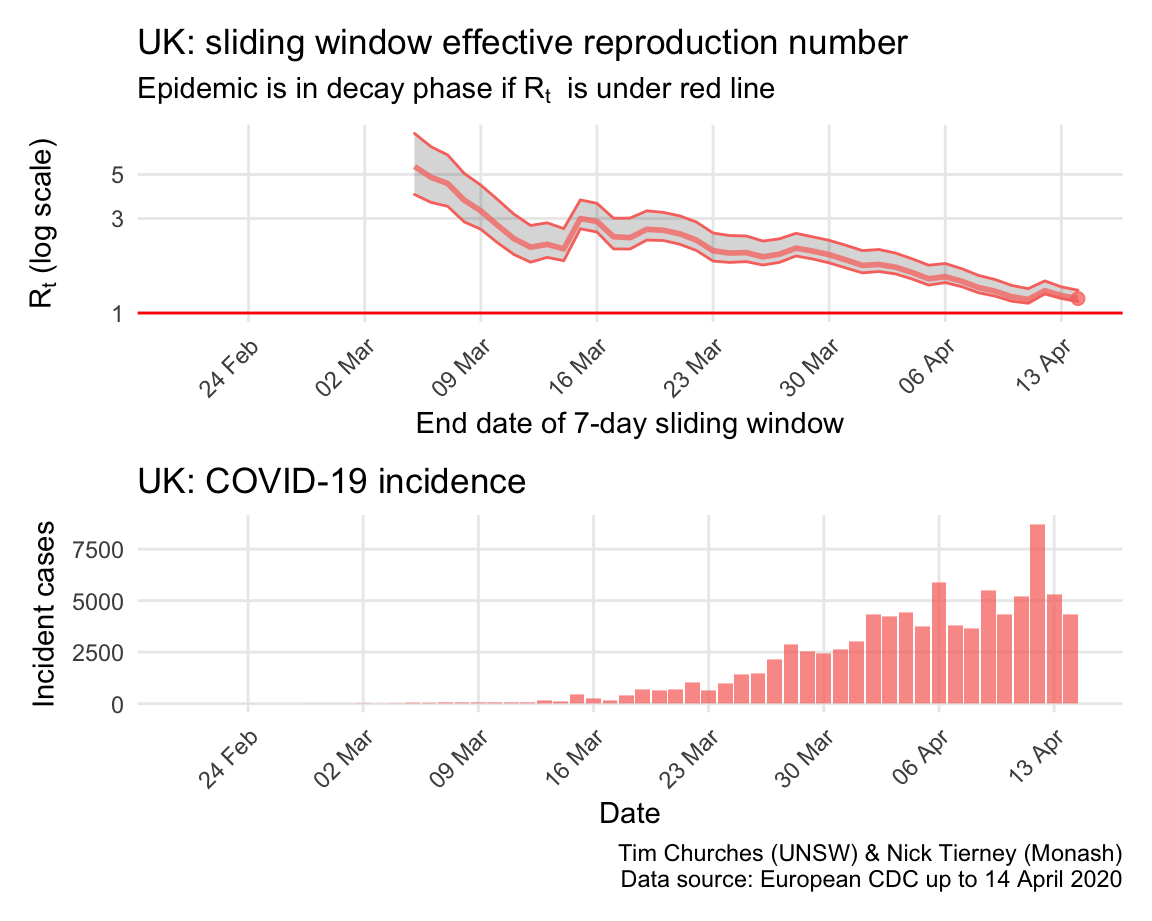 UK: sliding window effective reproduction number
Epidemic is in decay phase if Rt is under red line
Rt (log scale)
5
3
1
24 Feb
02 Mar
09 Mar
16 Mar
23 Mar
30 Mar
06 Apr
13 Apr
End date of 7-day sliding window
UK: COVID-19 incidence
Incident cases
7500
5000
2500
0
24 Feb
02 Mar
09 Mar
16 Mar
23 Mar
30 Mar
06 Apr
13 Apr
Date
Tim Churches (UNSW) & Nick Tierney (Monash)
Data source: European CDC up to 14 April 2020